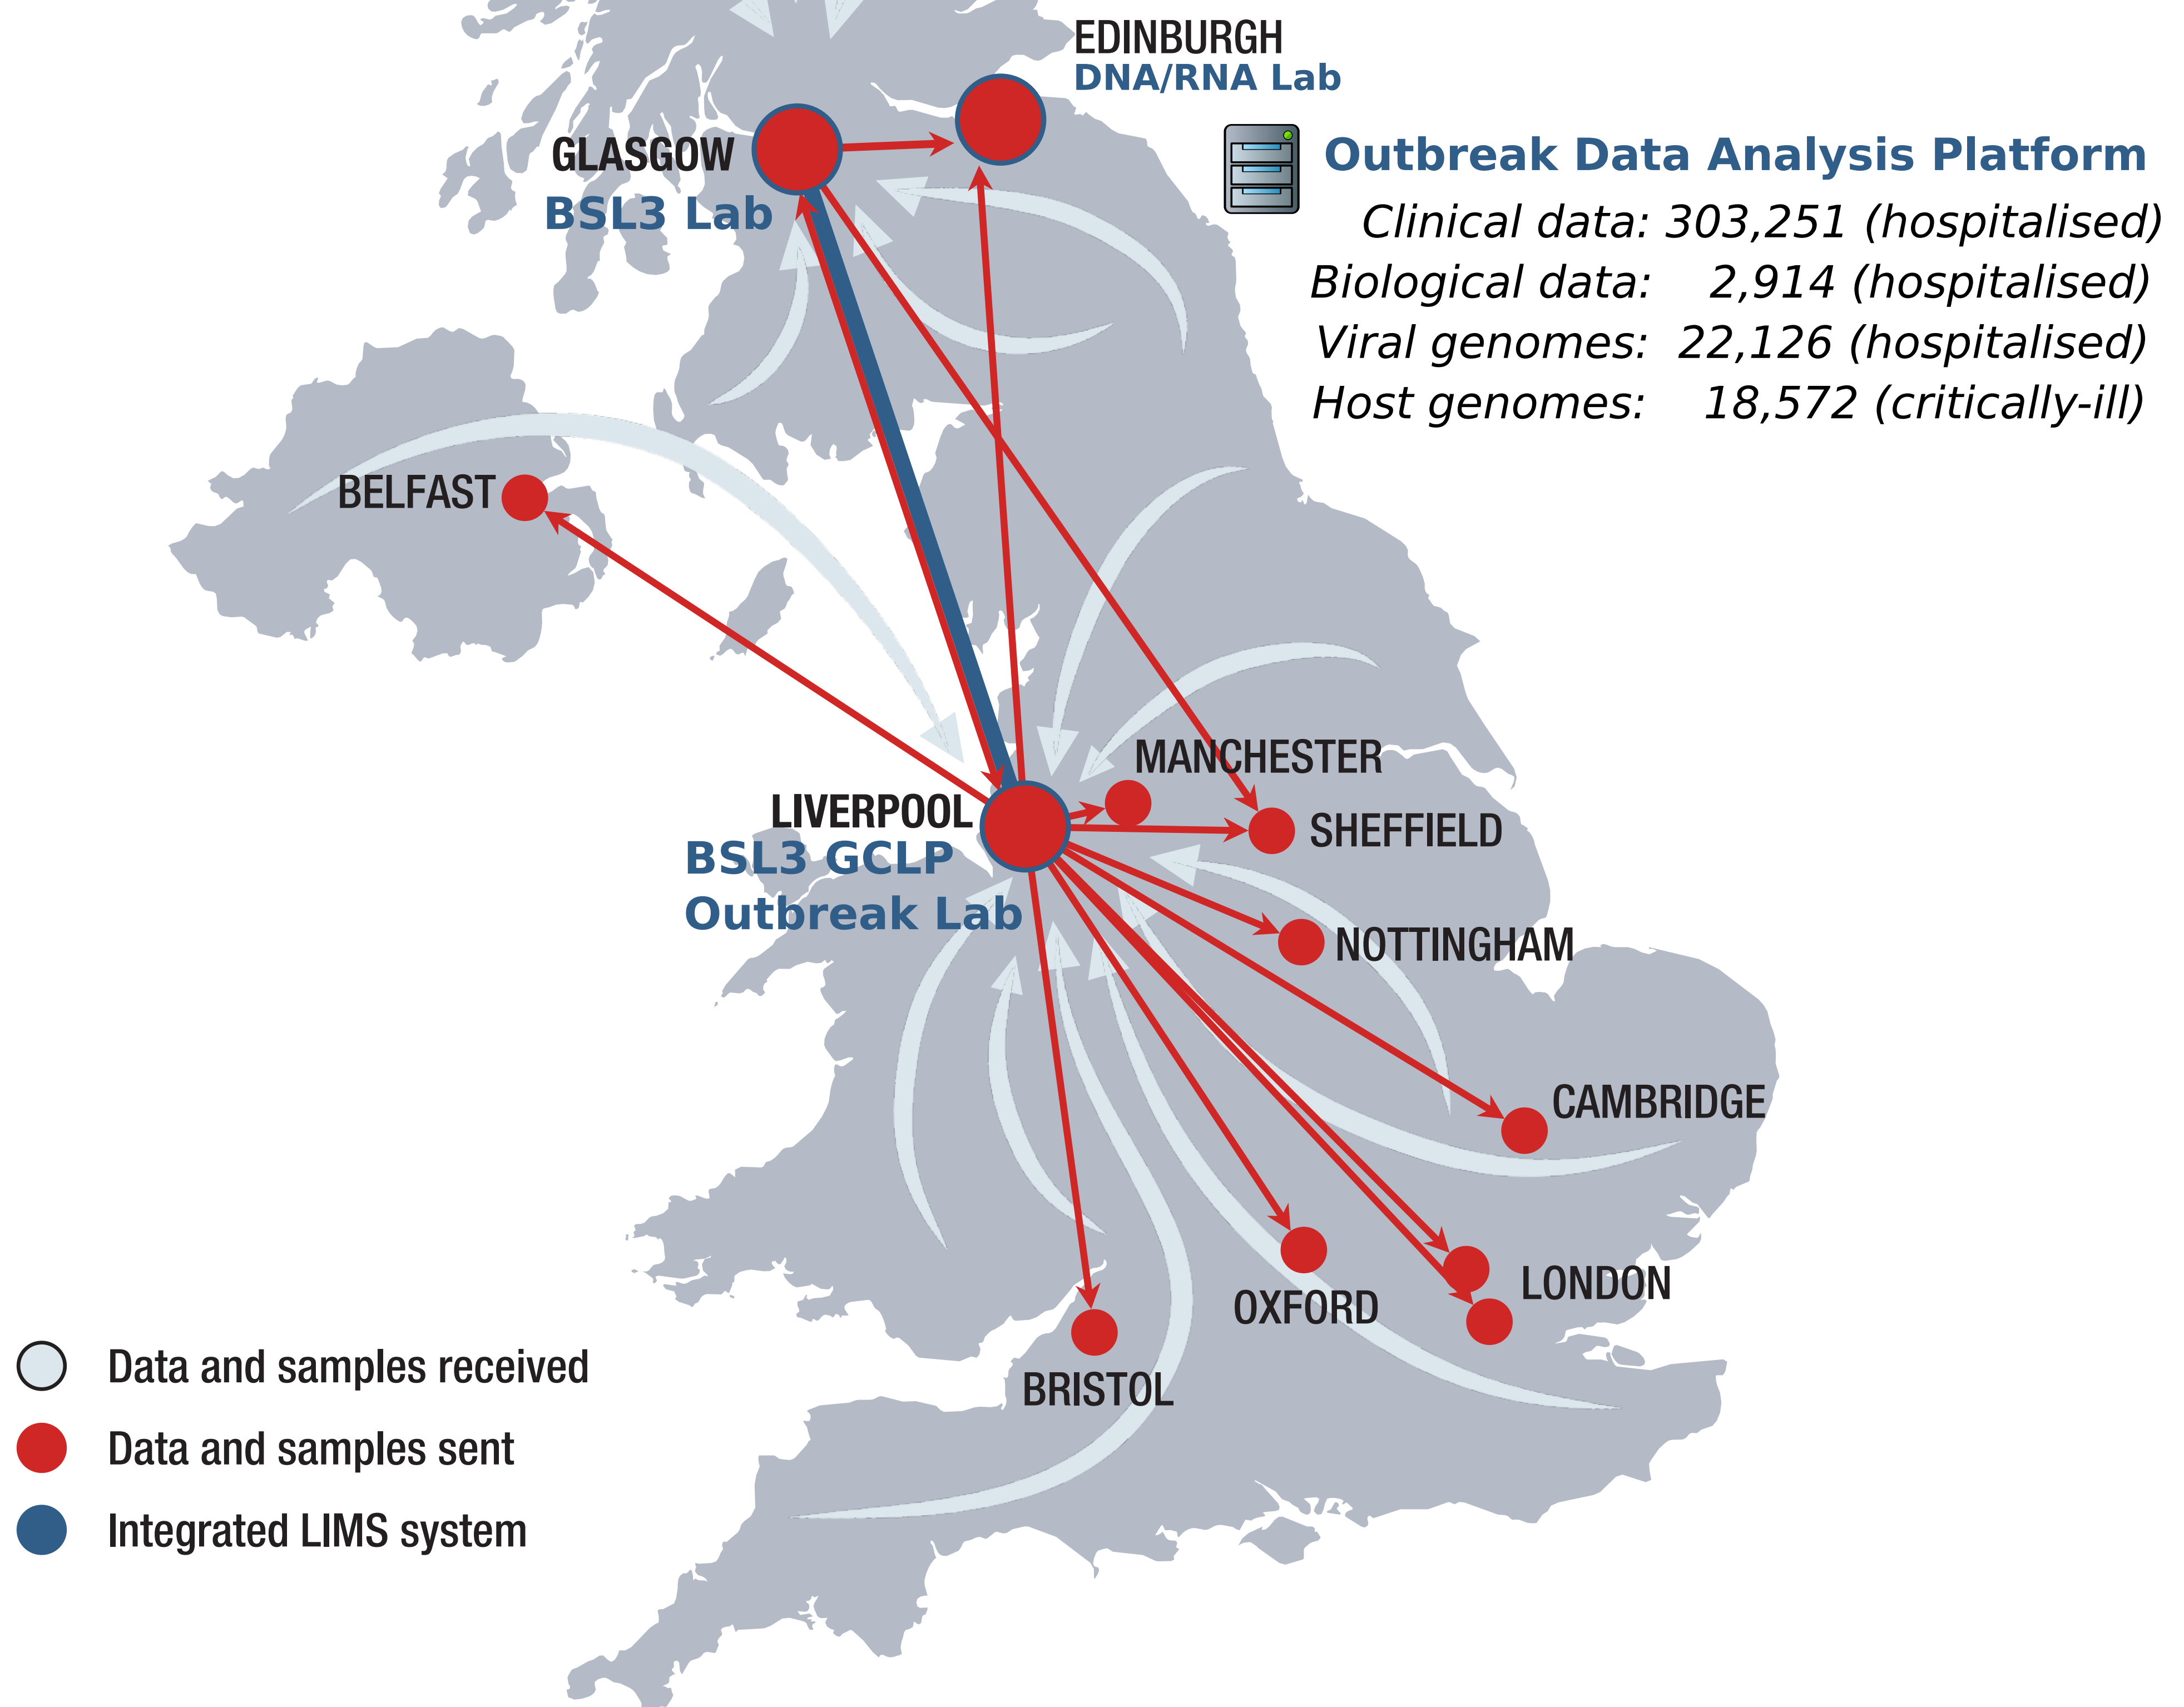 EDINBURGH
DNA/RNA Lab
GLASGOW
BSL3 Lab
Outbreak Data Analysis Platform
Clinical data: 303,251 (hospitalised)
Biological data: 2,914 (hospitalised)
Viral genomes: 22,126 (hospitalised)
Host genomes: 18,572 (critically-ill)
BELFAST
MANCHESTER
LIVERPOOL
BSL3 GCLP
Outbreak Lab
SHEFFIELD
NOTTINGHAM
CAMBRIDGE
LONDON
OXFORD
BRISTOL
Data and samples received
Data and samples sent
Integrated LIMS system